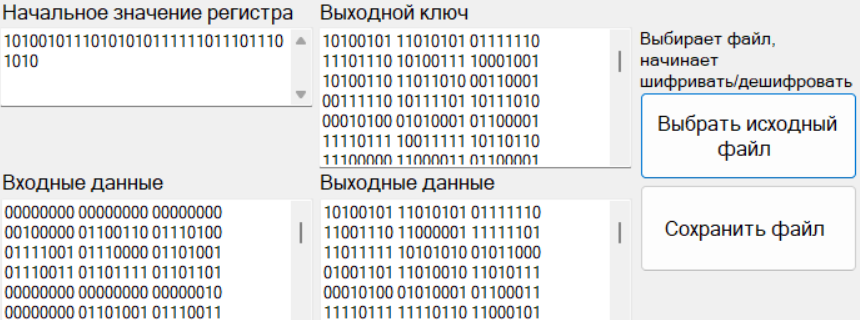 Начальное значение регистра
10100101110101010111111011101110
1010
Выходной ключ
10100101 11010101 01111110
11101110 10100111 10001001
10100110 11011010 00110001
00111110 10111101 10111010
00010100 01010001 01100001
11110111 10011111 10110110
11100000 11000011 01100001
Выбирает файл,
начинает
шифривать/дешифровать
Выбрать исходный
файл
Входные данные
00000000 00000000 00000000
00100000 01100110 01110100
01111001 01110000 01101001
01110011 01101111 01101101
00000000 00000000 00000010
00000000 01101001 01110011
Выходные данные
10100101 11010101 01111110
11001110 11000001 11111101
11011111 10101010 01011000
01001101 11010010 11010111
00010100 01010001 01100011
11110111 11110110 11000101
Сохранить файл